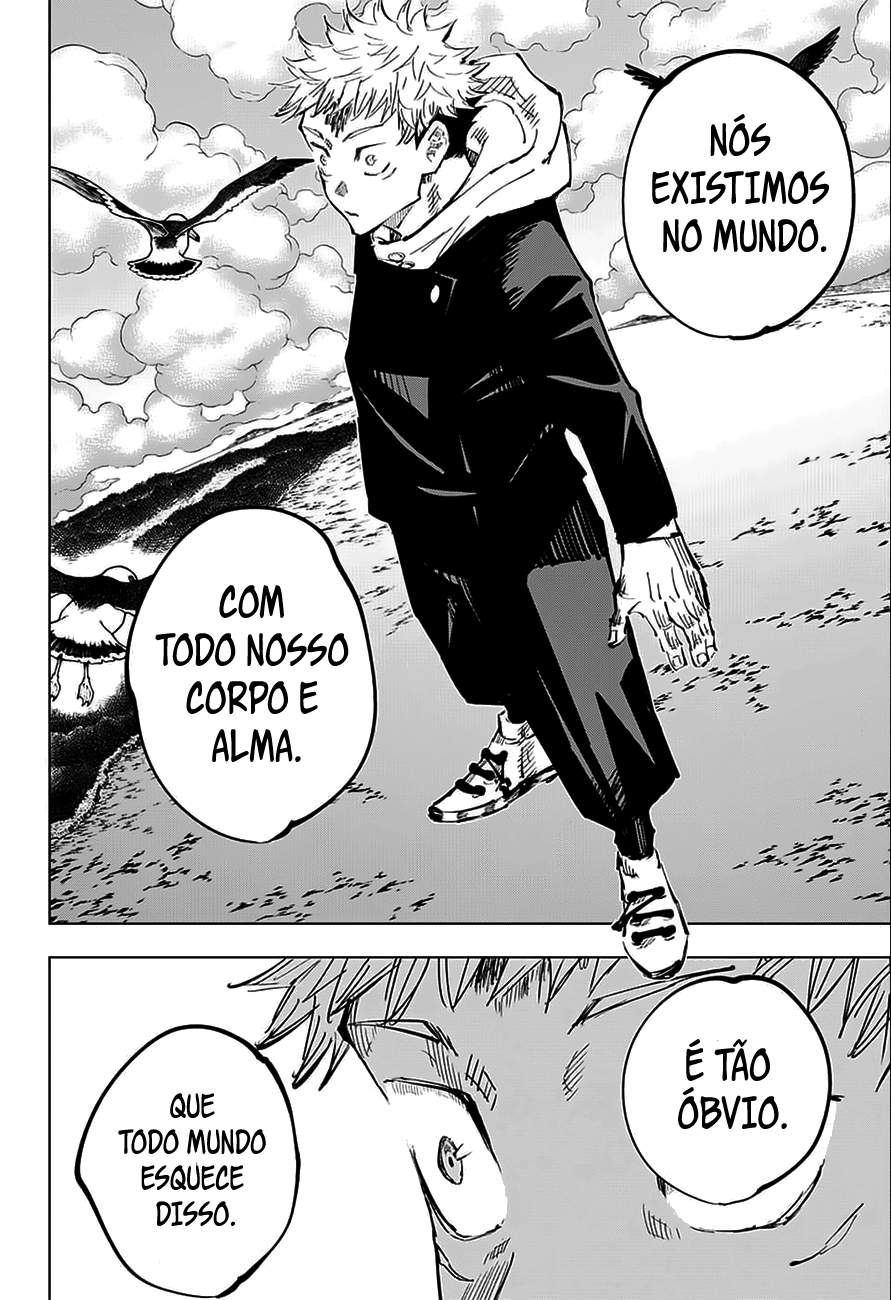 NÓS
EXISTIMOS
NO MUNDO.
COM
TODO NOSSO
CORPO E
ALMA.
É TÃO
ÓBVIO.
QUE
TODO MUNDO
ESQUECE
DISSO.